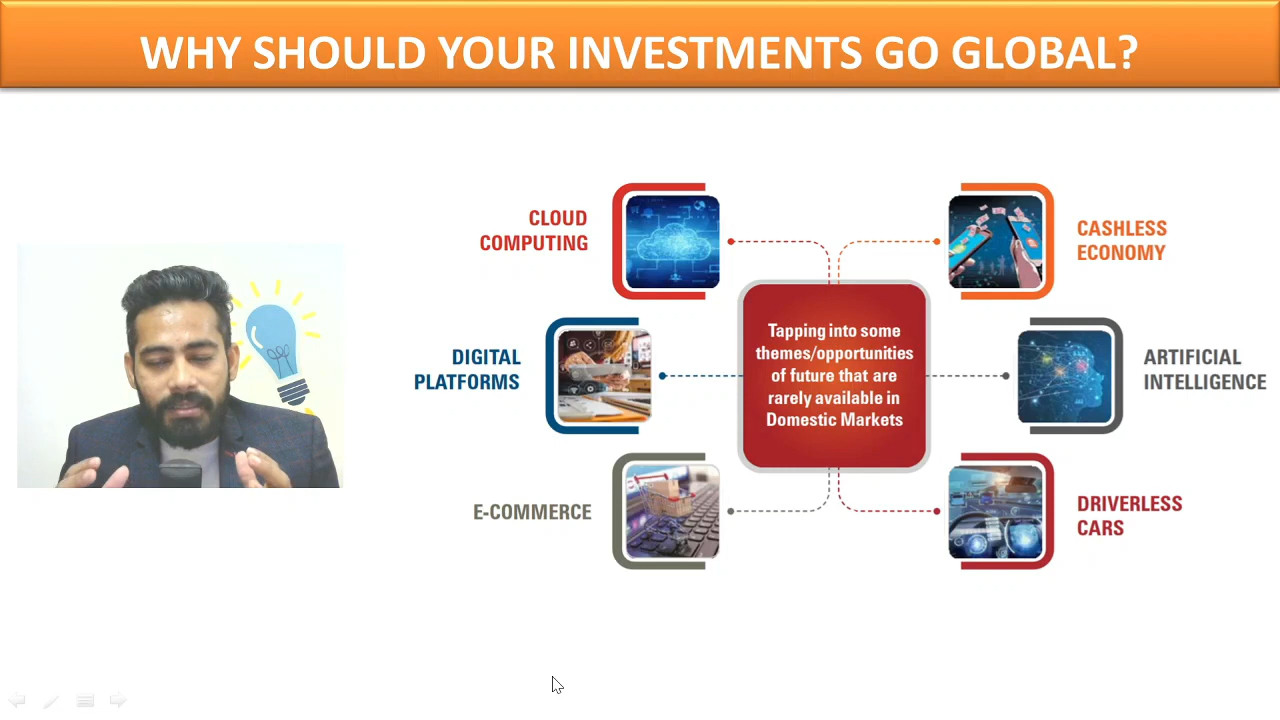 WHY SHOULD YOUR INVESTMENTS GO GLOBAL?
CLOUD
COMPUTING
CASHLESS
ECONOMY
DIGITAL
PLATFORMS
Tapping into some
themes/opportunities
of future that are
rarely available in
Domestic Markets
ARTIFICIAL
INTELLIGENCE
E-COMMERCE
DRIVERLESS
CARS